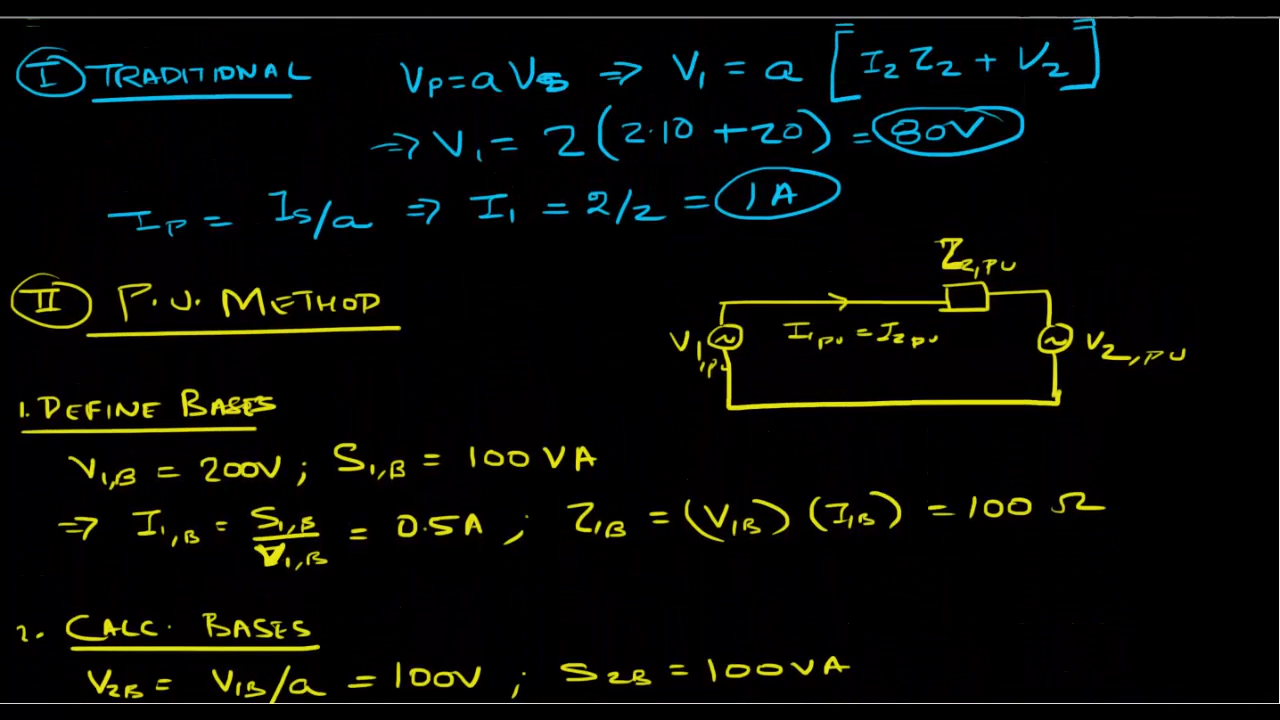 I TRADITIONAL Vp = a Vs ⇒ V1 = a [ I2 Z2 + V2 ]
⇒ V1 = 2 (2·10 + 20) = 80V
Ip = Is/a ⇒ I1 = 2/2 = 1A
II P.U. METHOD
Z2,PU
V1,PU I1PU = I2PU V2,PU
1. DEFINE BASES
V1,B = 200V ; S1,B = 100 VA
⇒ I1,B = S1,B/V1,B = 0.5A ; Z1B = (V1B) (I1B) = 100 Ω
2. CALC. BASES
V2B = V1B/a = 100V ; S2B = 100VA